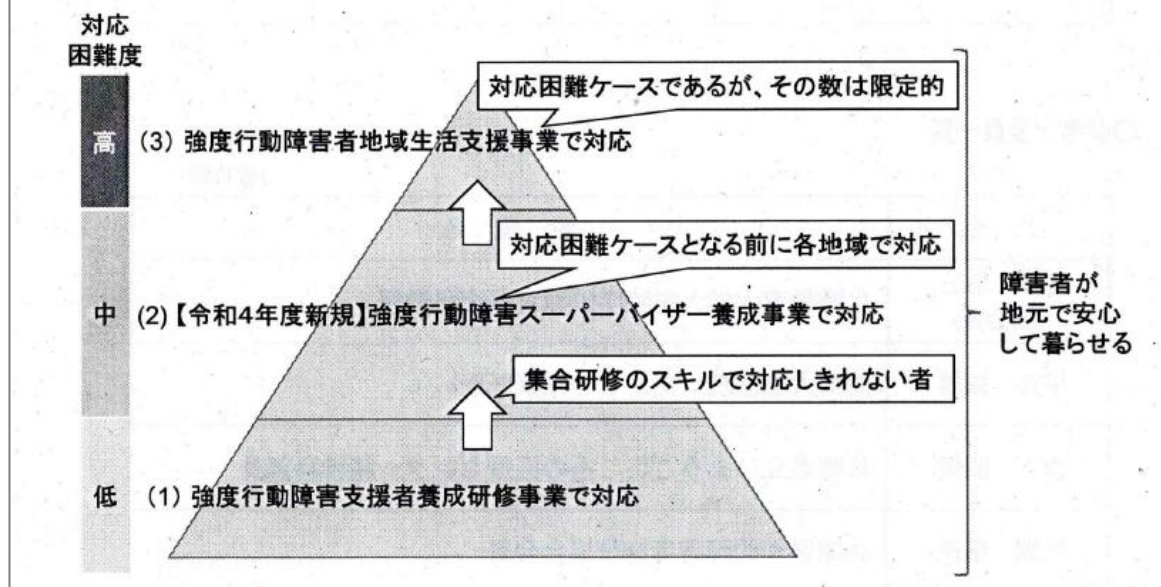 対応
困難度
対応困難ケースであるが、その数は限定的
高
(3) 強度行動障害者地域生活支援事業で対応
対応困難ケースとなる前に各地域で対応
中
(2) 【令和4年度新規】強度行動障害スーパーバイザー養成事業で対応
障害者が
地元で安心
して暮らせる
集合研修のスキルで対応しきれない者
低
(1) 強度行動障害支援者養成研修事業で対応